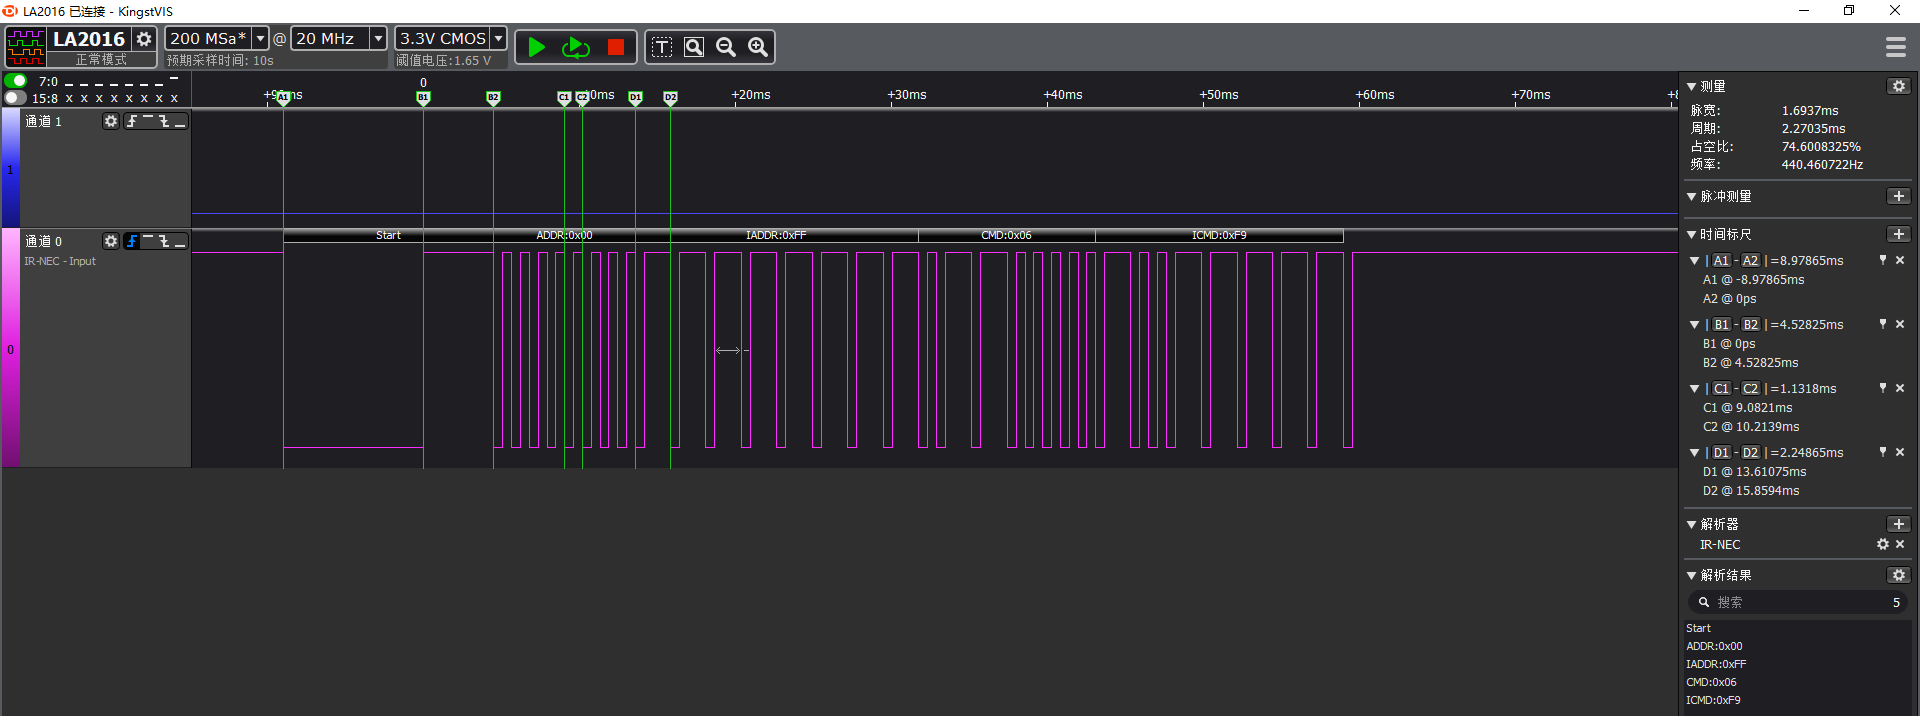 LA2016 已连接 - KingstVIS
LA2016
正常模式
200 MSa* @ 20 MHz
预期采样时间: 10s
3.3V CMOS
阈值电压:1.65 V
T
7:0
15:8 x x x x x x x x
0
+20ms +30ms +40ms +50ms +60ms +70ms
A1 B1 B2 C1 C2 D1 D2
通道 1
1
通道 0
IR-NEC - Input
0
Start ADDR:0x00 IADDR:0xFF CMD:0x06 ICMD:0xF9
测量
脉宽: 1.6937ms
周期: 2.27035ms
占空比: 74.6008325%
频率: 440.460722Hz
脉冲测量
时间标尺
| A1 - A2 | =8.97865ms
A1 @ -8.97865ms
A2 @ 0ps
| B1 - B2 | =4.52825ms
B1 @ 0ps
B2 @ 4.52825ms
| C1 - C2 | =1.1318ms
C1 @ 9.0821ms
C2 @ 10.2139ms
| D1 - D2 | =2.24865ms
D1 @ 13.61075ms
D2 @ 15.8594ms
解析器
IR-NEC
解析结果
搜索 5
Start
ADDR:0x00
IADDR:0xFF
CMD:0x06
ICMD:0xF9